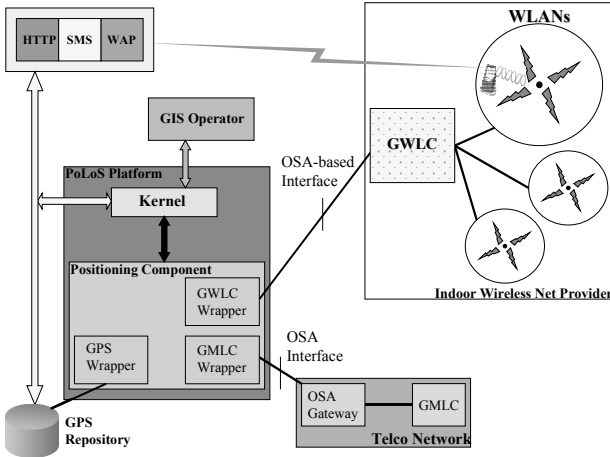 HTTP SMS WAP
WLANs
GIS Operator
GWLC
OSA-based
Interface
PoLoS Platform
Kernel
Positioning Component
GWLC
Wrapper
Indoor Wireless Net Provider
GPS
Wrapper
GMLC
Wrapper
OSA
Interface
OSA
Gateway
GMLC
Telco Network
GPS
Repository